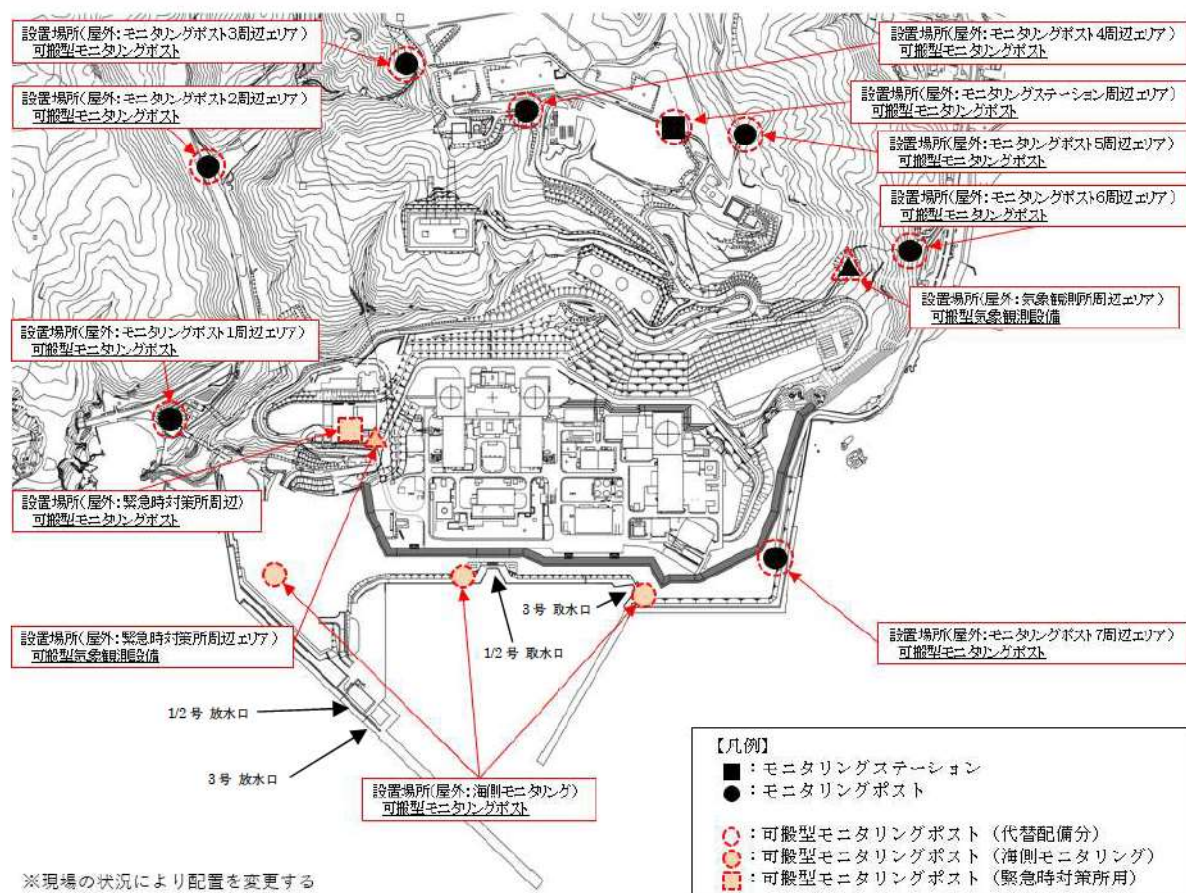 設置場所(屋外:モニタリングポスト3周辺エリア)
可搬型モニタリングポスト
設置場所(屋外:モニタリングポスト4周辺エリア)
可搬型モニタリングポスト
設置場所(屋外:モニタリングポスト2周辺エリア)
可搬型モニタリングポスト
設置場所(屋外:モニタリングステーション周辺エリア)
可搬型モニタリングポスト
設置場所(屋外:モニタリングポスト5周辺エリア)
可搬型モニタリングポスト
設置場所(屋外:モニタリングポスト6周辺エリア)
可搬型モニタリングポスト
設置場所(屋外:気象観測所周辺エリア)
可搬型気象観測設備
設置場所(屋外:モニタリングポスト1周辺エリア)
可搬型モニタリングポスト
設置場所(屋外:緊急時対策所周辺)
可搬型モニタリングポスト
3号 取水口
1/2号 取水口
設置場所(屋外:緊急時対策所周辺エリア)
可搬型気象観測設備
設置場所(屋外:モニタリングポスト7周辺エリア)
可搬型モニタリングポスト
1/2号 放水口
3号 放水口
設置場所(屋外:海側モニタリング)
可搬型モニタリングポスト
【凡例】
■:モニタリングステーション
●:モニタリングポスト
:可搬型モニタリングポスト(代替配備分)
:可搬型モニタリングポスト(海側モニタリング)
:可搬型モニタリングポスト(緊急時対策所用)
※現場の状況により配置を変更する